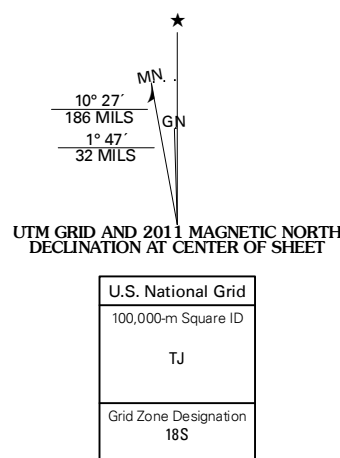 ★
MN
GN
10° 27´
186 MILS
1° 47´
32 MILS
UTM GRID AND 2011 MAGNETIC NORTH
DECLINATION AT CENTER OF SHEET
U.S. National Grid
100,000-m Square ID
TJ
Grid Zone Designation
18S